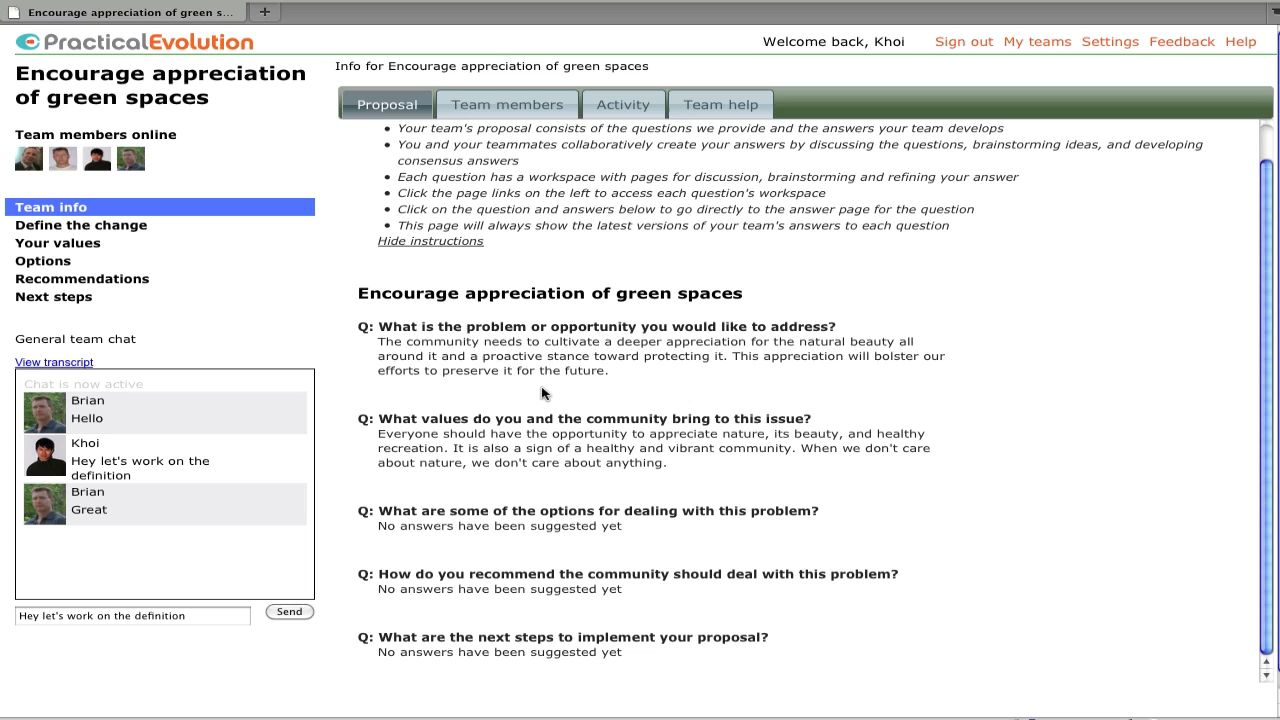 Encourage appreciation of green s...
+
PracticalEvolution
Welcome back, Khoi
Sign out My teams Settings Feedback Help
Encourage appreciation
of green spaces
Info for Encourage appreciation of green spaces
Proposal Team members Activity Team help
Team members online
• Your team's proposal consists of the questions we provide and the answers your team develops
• You and your teammates collaboratively create your answers by discussing the questions, brainstorming ideas, and developing
consensus answers
• Each question has a workspace with pages for discussion, brainstorming and refining your answer
• Click the page links on the left to access each question's workspace
• Click on the question and answers below to go directly to the answer page for the question
• This page will always show the latest versions of your team's answers to each question
Hide instructions
Team info
Define the change
Your values
Options
Recommendations
Next steps
General team chat
View transcript
Chat is now active
Brian
Hello
Khoi
Hey let's work on the
definition
Brian
Great
Hey let's work on the definition
Send
Encourage appreciation of green spaces
Q: What is the problem or opportunity you would like to address?
The community needs to cultivate a deeper appreciation for the natural beauty all
around it and a proactive stance toward protecting it. This appreciation will bolster our
efforts to preserve it for the future.
Q: What values do you and the community bring to this issue?
Everyone should have the opportunity to appreciate nature, its beauty, and healthy
recreation. It is also a sign of a healthy and vibrant community. When we don't care
about nature, we don't care about anything.
Q: What are some of the options for dealing with this problem?
No answers have been suggested yet
Q: How do you recommend the community should deal with this problem?
No answers have been suggested yet
Q: What are the next steps to implement your proposal?
No answers have been suggested yet